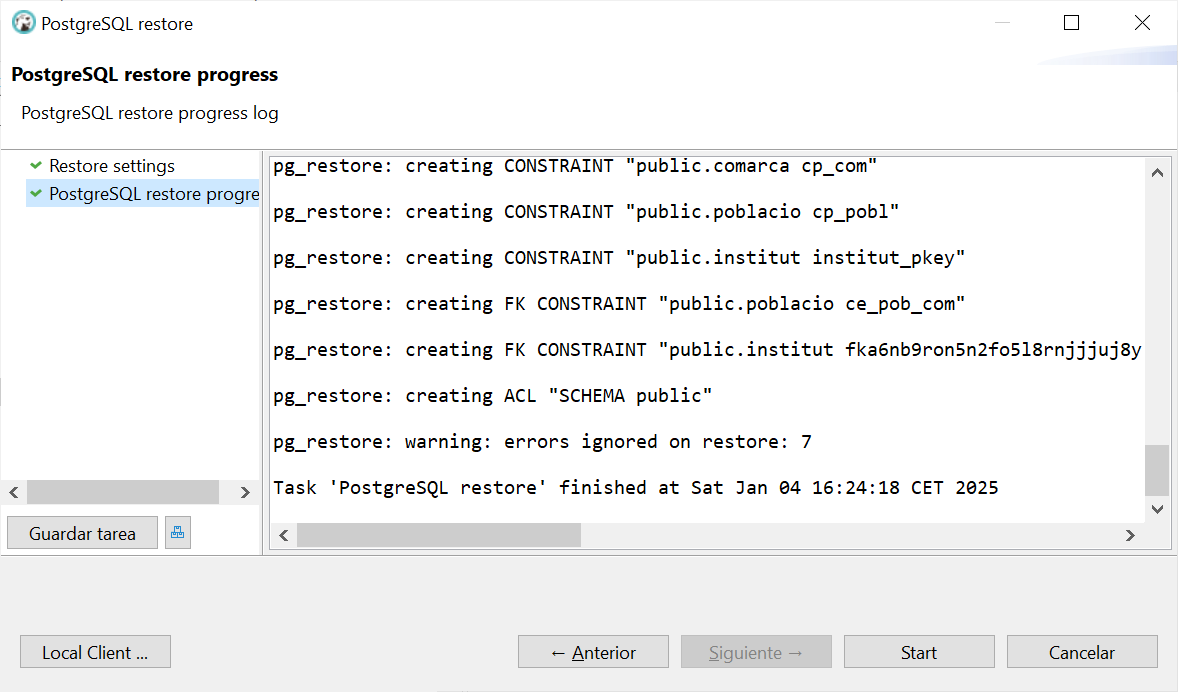 PostgreSQL restore
PostgreSQL restore progress
PostgreSQL restore progress log
Restore settings
PostgreSQL restore progre
pg_restore: creating CONSTRAINT "public.comarca cp_com"
pg_restore: creating CONSTRAINT "public.poblacio cp_pobl"
pg_restore: creating CONSTRAINT "public.institut institut_pkey"
pg_restore: creating FK CONSTRAINT "public.poblacio ce_pob_com"
pg_restore: creating FK CONSTRAINT "public.institut fka6nb9ron5n2fo5l8rnjjjuj8y
pg_restore: creating ACL "SCHEMA public"
pg_restore: warning: errors ignored on restore: 7
Task 'PostgreSQL restore' finished at Sat Jan 04 16:24:18 CET 2025
Guardar tarea
Local Client ...
← Anterior
Siguiente →
Start
Cancelar